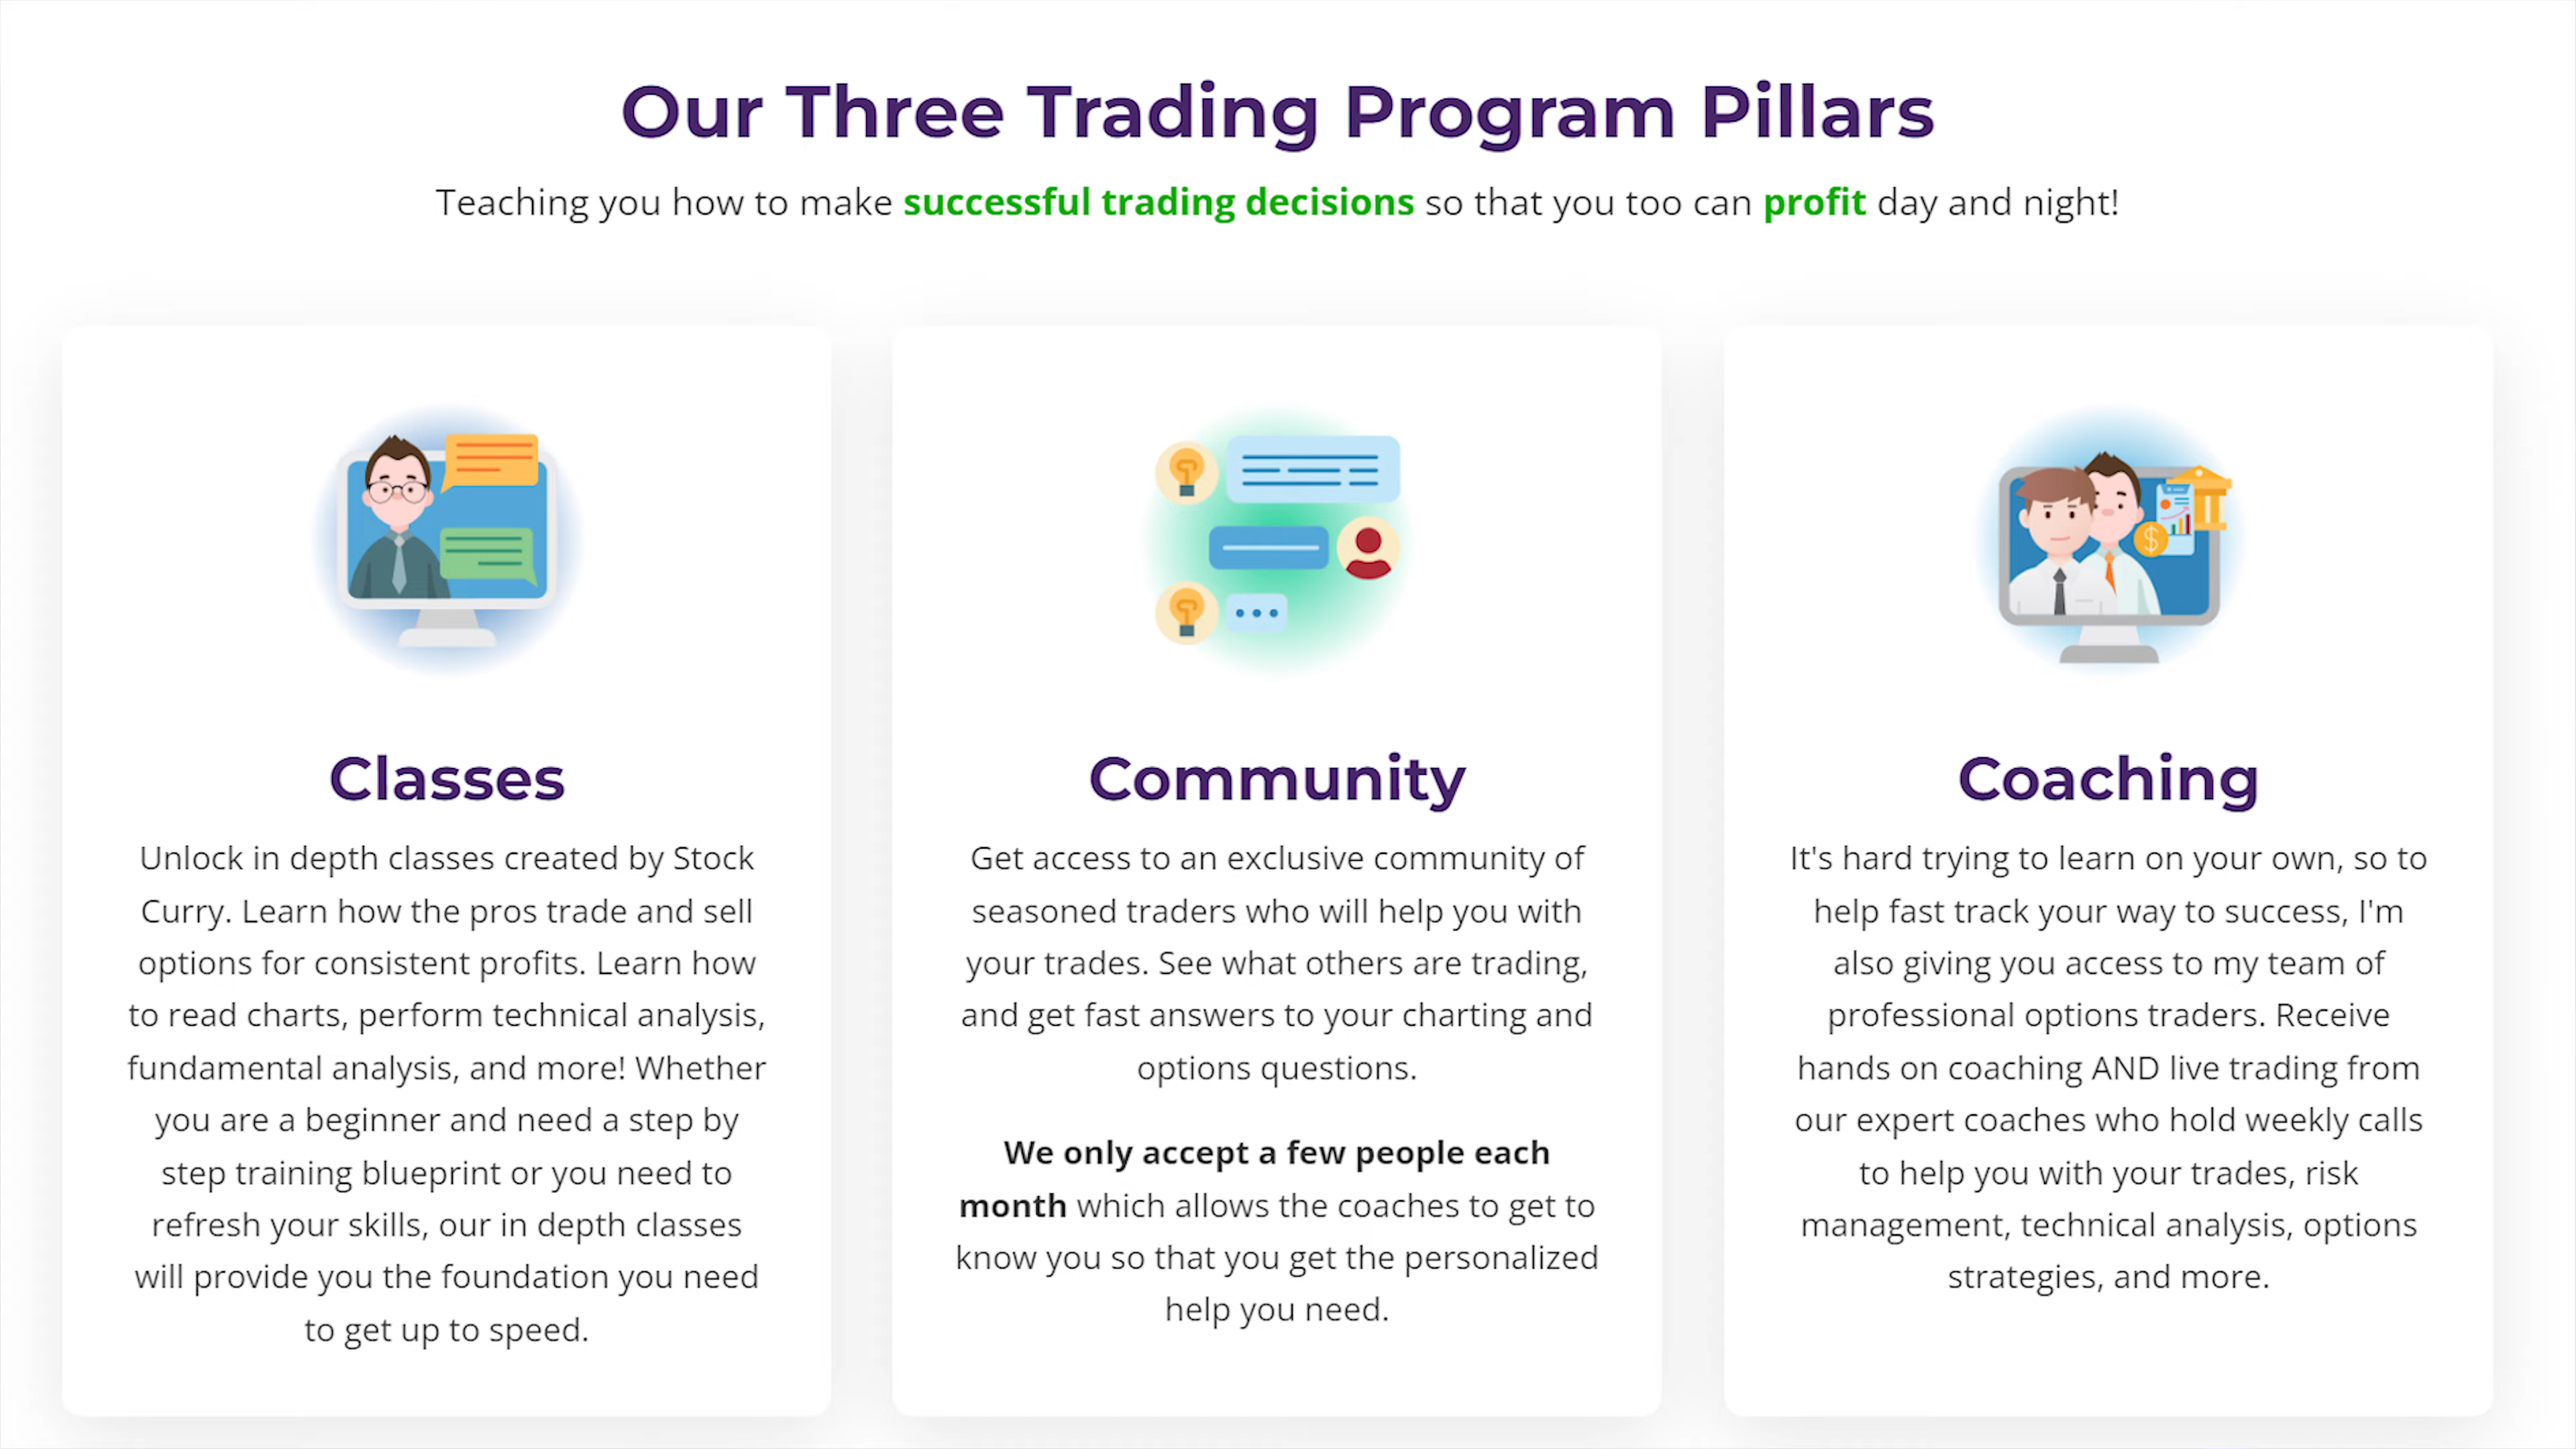 Our Three Trading Program Pillars
Teaching you how to make successful trading decisions so that you too can profit day and night!
Classes
Unlock in depth classes created by Stock
Curry. Learn how the pros trade and sell
options for consistent profits. Learn how
to read charts, perform technical analysis,
fundamental analysis, and more! Whether
you are a beginner and need a step by
step training blueprint or you need to
refresh your skills, our in depth classes
will provide you the foundation you need
to get up to speed.
Community
Get access to an exclusive community of
seasoned traders who will help you with
your trades. See what others are trading,
and get fast answers to your charting and
options questions.
We only accept a few people each
month which allows the coaches to get to
know you so that you get the personalized
help you need.
Coaching
It's hard trying to learn on your own, so to
help fast track your way to success, I'm
also giving you access to my team of
professional options traders. Receive
hands on coaching AND live trading from
our expert coaches who hold weekly calls
to help you with your trades, risk
management, technical analysis, options
strategies, and more.